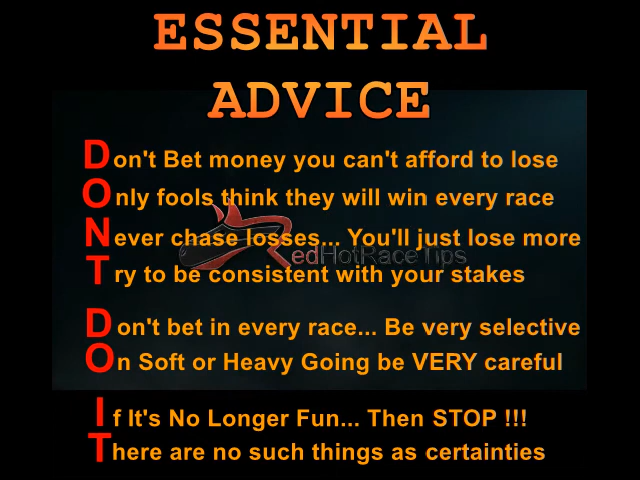 ESSENTIAL
ADVICE
Don't Bet money you can't afford to lose
Only fools think they will win every race
Never chase losses... You'll just lose more
RedHotRaceTips
Try to be consistent with your stakes
Don't bet in every race... Be very selective
On Soft or Heavy Going be VERY careful
If It's No Longer Fun... Then STOP !!!
There are no such things as certainties